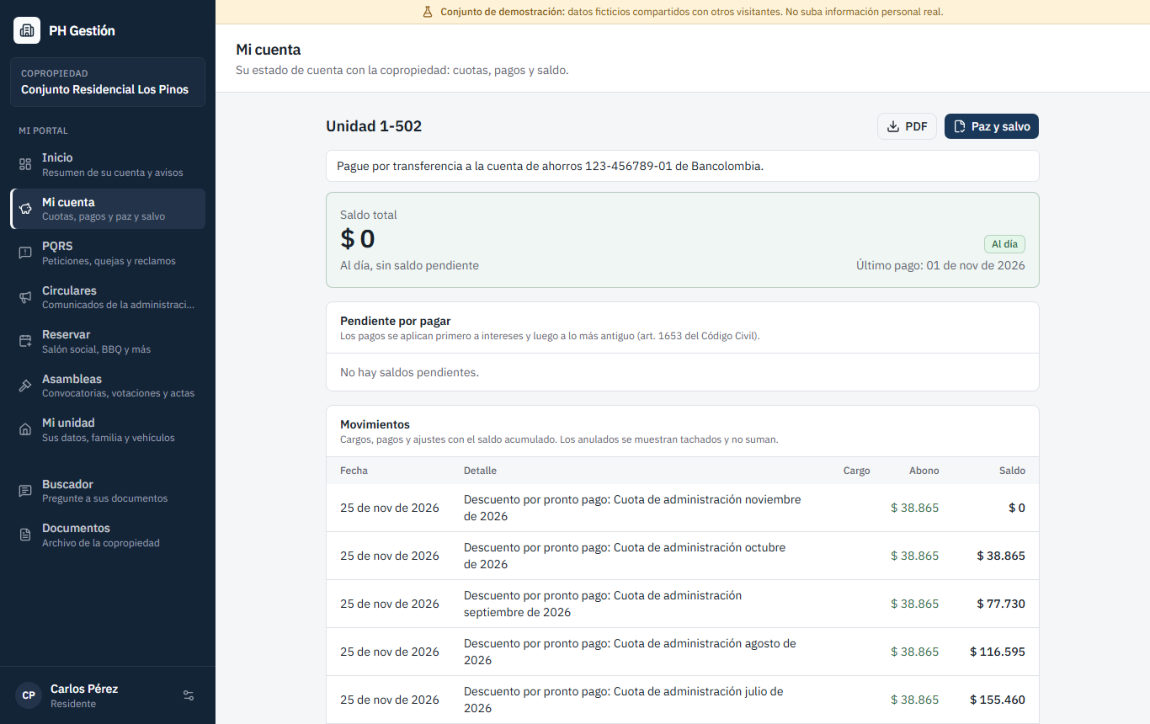 Conjunto de demostración: datos ficticios compartidos con otros visitantes. No suba información personal real.
PH Gestión
COPROPIEDAD
Conjunto Residencial Los Pinos
MI PORTAL
Inicio
Resumen de su cuenta y avisos
Mi cuenta
Cuotas, pagos y paz y salvo
PQRS
Peticiones, quejas y reclamos
Circulares
Comunicados de la administraci...
Reservar
Salón social, BBQ y más
Asambleas
Convocatorias, votaciones y actas
Mi unidad
Sus datos, familia y vehículos
Buscador
Pregunte a sus documentos
Documentos
Archivo de la copropiedad
CP
Carlos Pérez
Residente
Mi cuenta
Su estado de cuenta con la copropiedad: cuotas, pagos y saldo.
Unidad 1-502
PDF
Paz y salvo
Pague por transferencia a la cuenta de ahorros 123-456789-01 de Bancolombia.
Saldo total
$ 0
Al día
Al día, sin saldo pendiente
Último pago: 01 de nov de 2026
Pendiente por pagar
Los pagos se aplican primero a intereses y luego a lo más antiguo (art. 1653 del Código Civil).
No hay saldos pendientes.
Movimientos
Cargos, pagos y ajustes con el saldo acumulado. Los anulados se muestran tachados y no suman.
Fecha Detalle Cargo Abono Saldo
25 de nov de 2026 Descuento por pronto pago: Cuota de administración noviembre $ 38.865 $ 0
de 2026
25 de nov de 2026 Descuento por pronto pago: Cuota de administración octubre $ 38.865 $ 38.865
de 2026
25 de nov de 2026 Descuento por pronto pago: Cuota de administración $ 38.865 $ 77.730
septiembre de 2026
25 de nov de 2026 Descuento por pronto pago: Cuota de administración agosto de $ 38.865 $ 116.595
2026
25 de nov de 2026 Descuento por pronto pago: Cuota de administración julio de $ 38.865 $ 155.460
2026